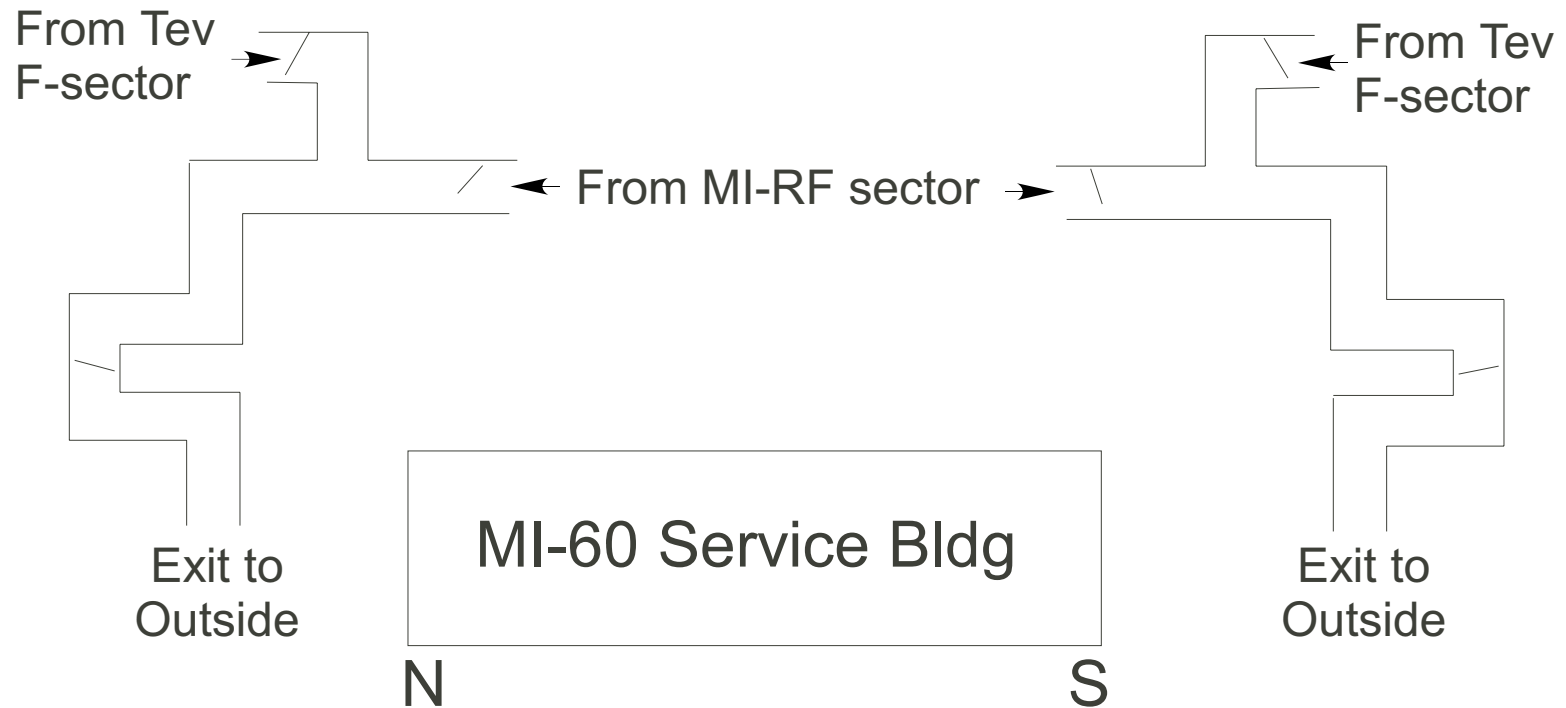 From Tev
F-sector
From Tev
F-sector
From MI-RF sector
MI-60 Service Bldg
Exit to
Outside
Exit to
Outside
N
S